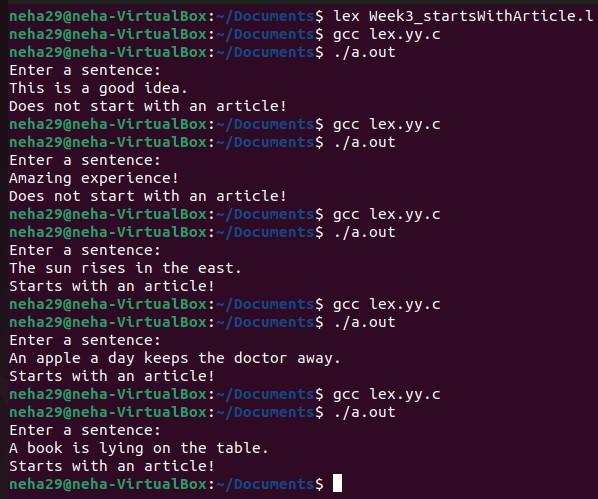 neha29@neha-VirtualBox:~/Documents$ lex Week3_startsWithArticle.l
neha29@neha-VirtualBox:~/Documents$ gcc lex.yy.c
neha29@neha-VirtualBox:~/Documents$ ./a.out
Enter a sentence:
This is a good idea.
Does not start with an article!
neha29@neha-VirtualBox:~/Documents$ gcc lex.yy.c
neha29@neha-VirtualBox:~/Documents$ ./a.out
Enter a sentence:
Amazing experience!
Does not start with an article!
neha29@neha-VirtualBox:~/Documents$ gcc lex.yy.c
neha29@neha-VirtualBox:~/Documents$ ./a.out
Enter a sentence:
The sun rises in the east.
Starts with an article!
neha29@neha-VirtualBox:~/Documents$ gcc lex.yy.c
neha29@neha-VirtualBox:~/Documents$ ./a.out
Enter a sentence:
An apple a day keeps the doctor away.
Starts with an article!
neha29@neha-VirtualBox:~/Documents$ gcc lex.yy.c
neha29@neha-VirtualBox:~/Documents$ ./a.out
Enter a sentence:
A book is lying on the table.
Starts with an article!
neha29@neha-VirtualBox:~/Documents$